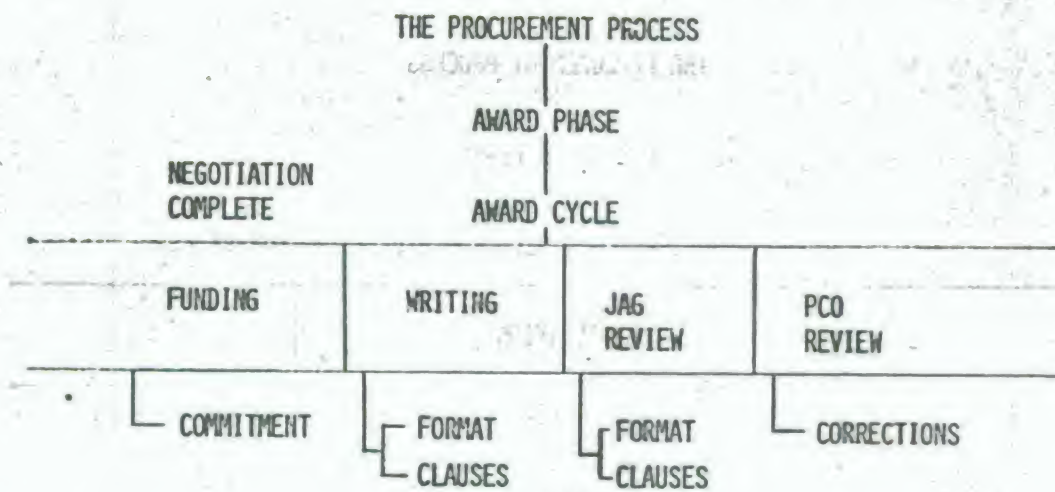 THE PROCUREMENT PROCESS
AWARD PHASE
NEGOTIATION
COMPLETE
AWARD CYCLE
FUNDING
WRITING
JAG
REVIEW
PCO
REVIEW
COMMITMENT
FORMAT
CLAUSES
FORMAT
CLAUSES
CORRECTIONS